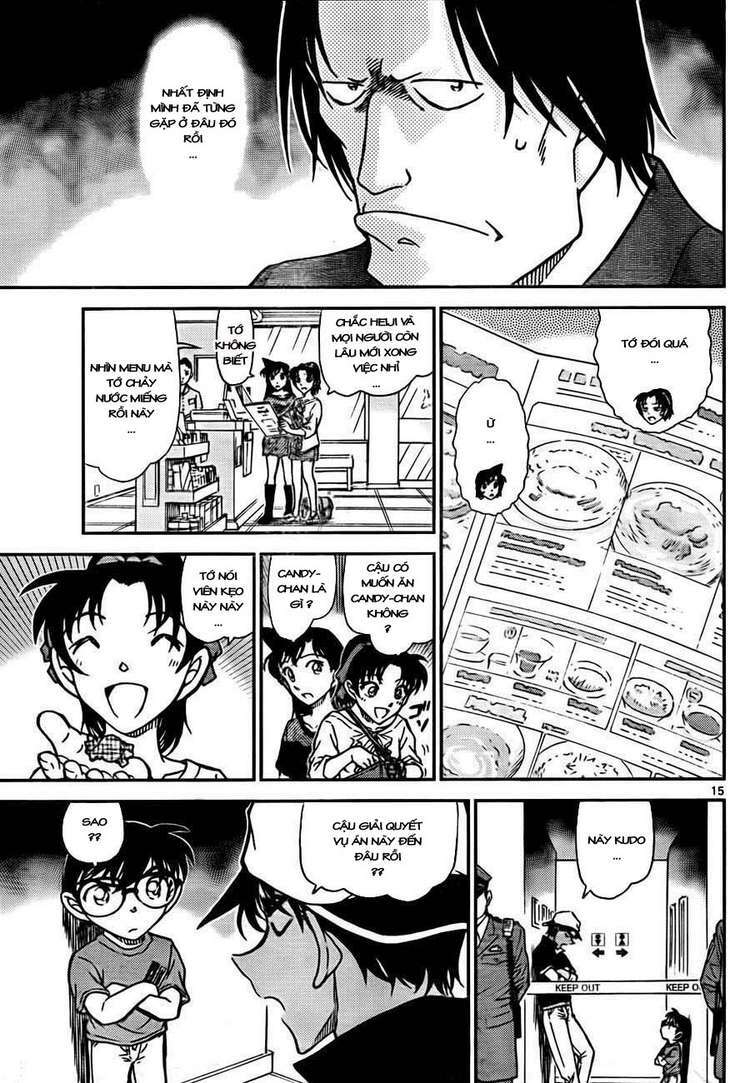 NHẤT ĐỊNH
MÌNH ĐÃ TỪNG
GẶP Ở ĐÂU ĐÓ
RỒI
...
TỚ ĐÓI QUÁ
...
Ừ
...
CHẮC HEIJI VÀ
MỌI NGƯỜI CÒN
LÂU MỚI XONG
VIỆC NHỈ
TỚ
KHÔNG
BIẾT
NHÌN MENU MÀ
TỚ CHẢY
NƯỚC MIẾNG
RỒI NÀY
...
CẬU CÓ
MUỐN ĂN
CANDY-CHAN
KHÔNG
?
CANDY-
CHAN LÀ
GÌ ?
TỚ NÓI
VIÊN KẸO
NÀY NÀY
...
15
NÀY KUDO
...
KEEP OUT
KEEP OU
CẬU GIẢI QUYẾT
VỤ ÁN NÀY ĐẾN
ĐÂU RỒI
??
SAO
??